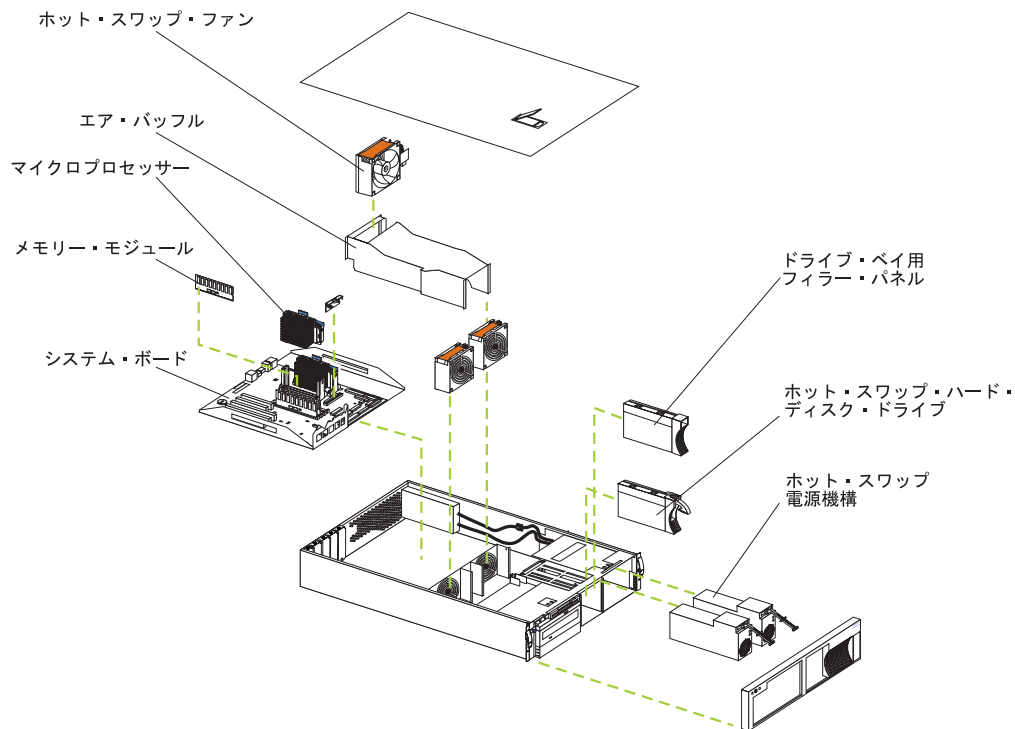 ホット・スワップ・ファン
エア・バッフル
マイクロプロセッサー
メモリー・モジュール
システム・ボード
ドライブ・ベイ用
フィラー・パネル
ホット・スワップ・ハード・
ディスク・ドライブ
ホット・スワップ
電源機構